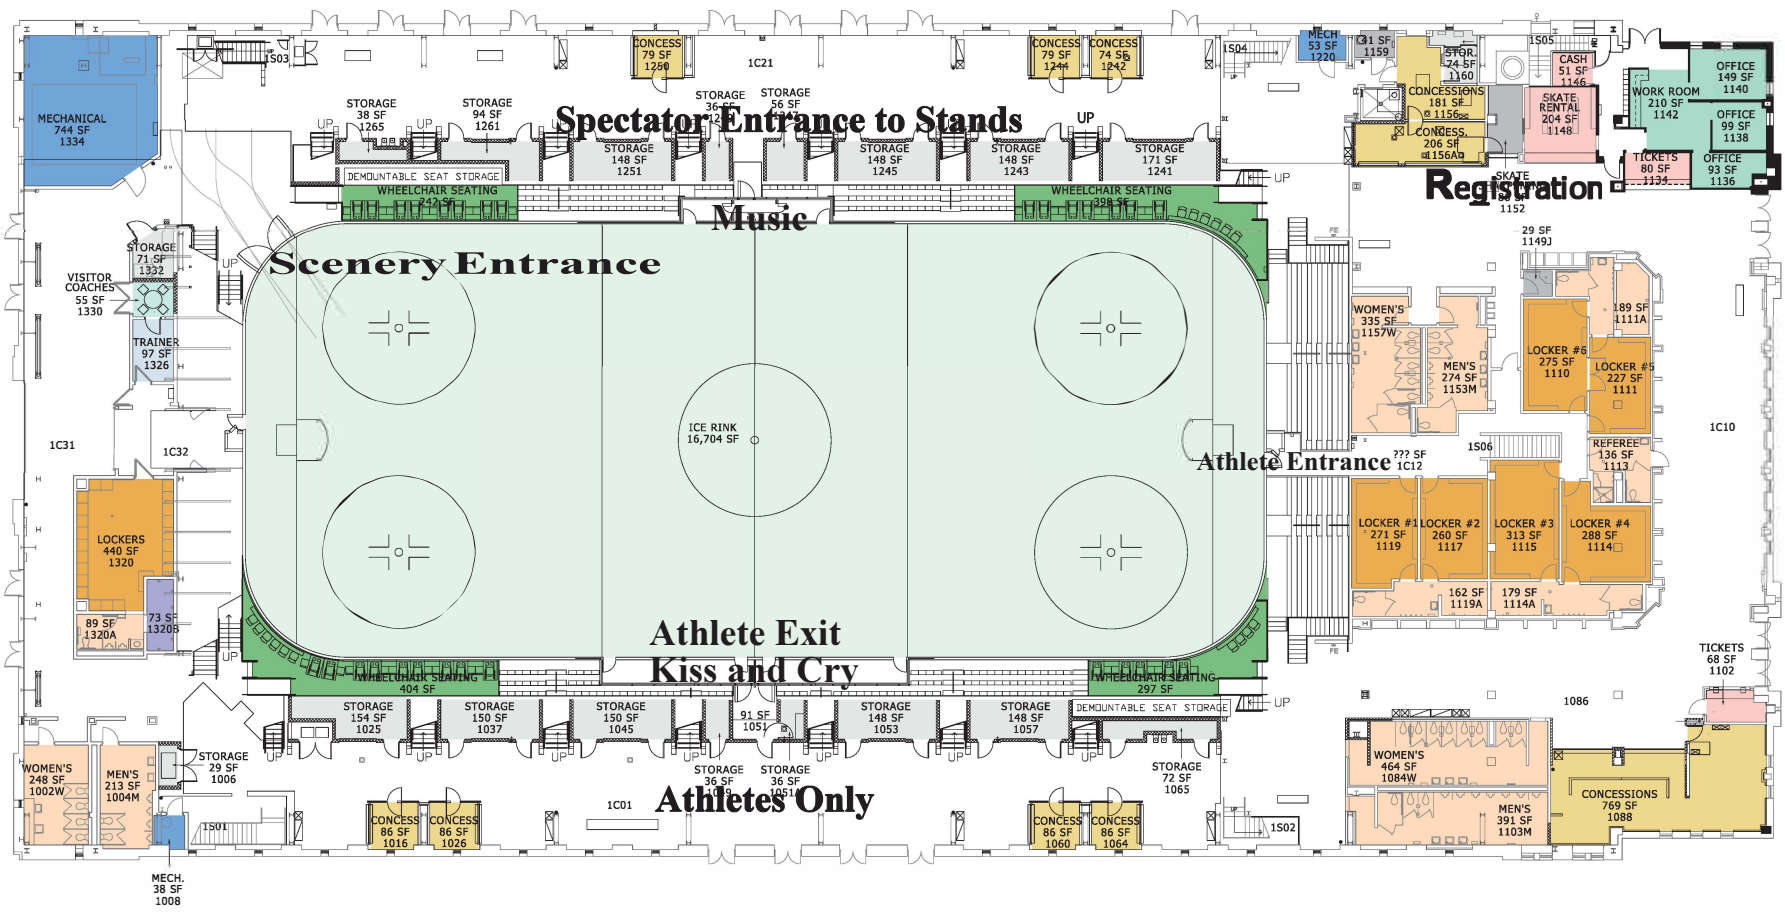 MECHANICAL
744 SF
1334
UP
1S03
CONCESS
79 SF
1250
1C21
CONCESS
79 SF
1244
CONCESS
74 SF
1242
1S04
UP
MECH
53 SF
1220
41 SF
1159
STOR.
74 SF
1160
1S05
CASH
51 SF
1146
OFFICE
149 SF
1140
STORAGE
38 SF
1265
STORAGE
94 SF
1261
STORAGE
36 SF
STORAGE
56 SF
CONCESSIONS
181 SF
1156
SKATE
RENTAL
204 SF
1148
WORK ROOM
210 SF
1142
OFFICE
99 SF
1138
Spectator Entrance to Stands
UP
UP
UP
UP
CONCESS.
206 SF
1156A
STORAGE
148 SF
1251
STORAGE
148 SF
1245
STORAGE
148 SF
1243
STORAGE
171 SF
1241
TICKETS
80 SF
1134
OFFICE
93 SF
1136
DEMOUNTABLE SEAT STORAGE
UP
SKATE
Registration
1152
WHEELCHAIR SEATING
242 SF
WHEELCHAIR SEATING
398 SF
Music
STORAGE
71 SF
1332
UP
Scenery Entrance
FE
29 SF
1149J
VISITOR
COACHES
55 SF
1330
TRAINER
97 SF
1326
WOMEN'S
335 SF
1157W
MEN'S
274 SF
1153M
LOCKER #6
275 SF
1110
189 SF
1111A
LOCKER #5
227 SF
1111
1C31
1C32
ICE RINK
16,704 SF
Athlete Entrance
??? SF
1C12
1S06
REFEREE
136 SF
1113
1C10
LOCKERS
440 SF
1320
LOCKER #1
271 SF
1119
LOCKER #2
260 SF
1117
LOCKER #3
313 SF
1115
LOCKER #4
288 SF
1114
89 SF
1320A
73 SF
1320B
162 SF
1119A
179 SF
1114A
UP
Athlete Exit
Kiss and Cry
FE
TICKETS
68 SF
1102
WHEELCHAIR SEATING
404 SF
WHEELCHAIR SEATING
297 SF
1086
STORAGE
154 SF
1025
STORAGE
150 SF
1037
STORAGE
150 SF
1045
91 SF
1051
STORAGE
148 SF
1053
STORAGE
148 SF
1057
DEMOUNTABLE SEAT STORAGE
UP
UP
UP
UP
UP
UP
UP
WOMEN'S
248 SF
1002W
MEN'S
213 SF
1004M
STORAGE
29 SF
1006
STORAGE
36 SF
STORAGE
36 SF
STORAGE
72 SF
1065
WOMEN'S
464 SF
1084W
Athletes Only
1C01
1S01
CONCESS
86 SF
1016
CONCESS
86 SF
1026
CONCESS
86 SF
1060
CONCESS
86 SF
1064
UP
1S02
MEN'S
391 SF
1103M
CONCESSIONS
769 SF
1088
MECH.
38 SF
1008